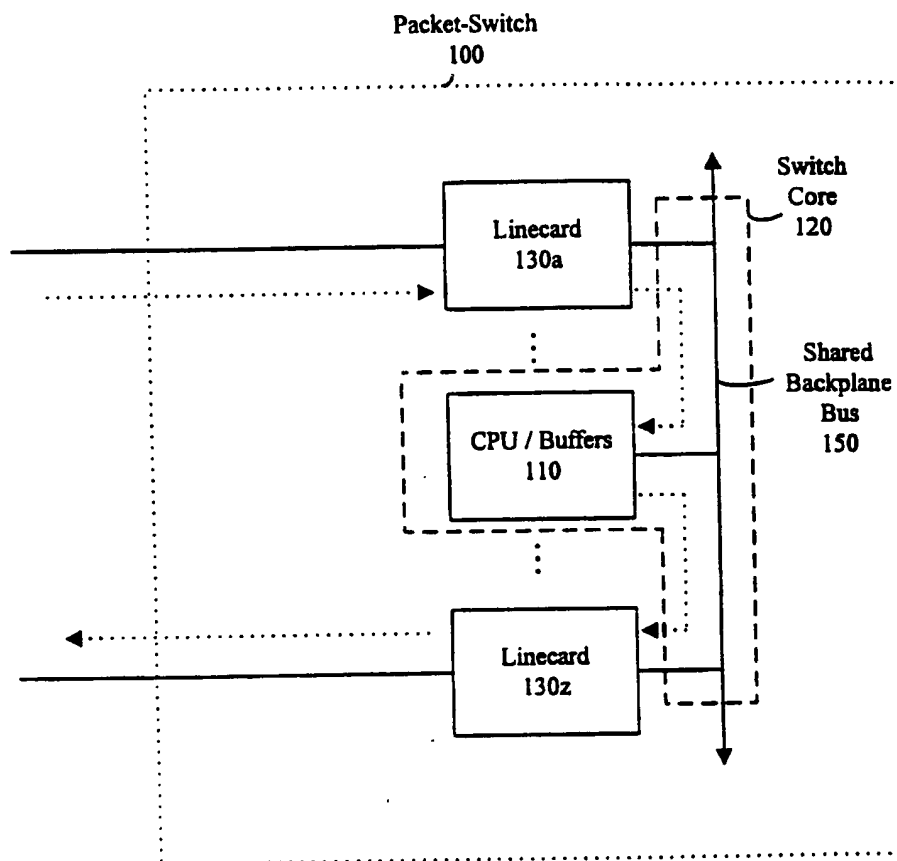 Packet-Switch
100
Switch
Core
120
Linecard
130a
Shared
Backplane
Bus
150
CPU / Buffers
110
Linecard
130z